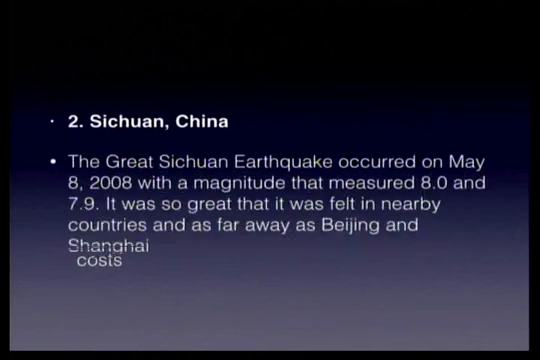 · 2. Sichuan, China
• The Great Sichuan Earthquake occurred on May
8, 2008 with a magnitude that measured 8.0 and
7.9. It was so great that it was felt in nearby
countries and as far away as Beijing and
Shanghai
costs